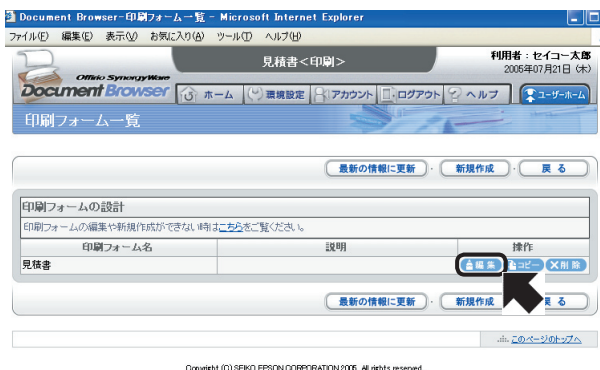 Document Browser-印刷フォーム一覧 - Microsoft Internet Explorer
ファイル(F) 編集(E) 表示(V) お気に入り(A) ツール(T) ヘルプ(H)
見積書<印刷>
利用者：セイコー太郎
2005年07月21日（木）
Offirio SynergyWare
Document Browser
ホーム 環境設定 アカウント ログアウト ヘルプ ユーザーホーム
印刷フォーム一覧
最新の情報に更新 新規作成 戻る
印刷フォームの設計
印刷フォームの編集や新規作成ができない時はこちらをご覧ください。
印刷フォーム名 説明 操作
見積書 編集 コピー 削除
最新の情報に更新 新規作成 戻る
このページのトップへ
Copyright (C) SEIKO EPSON CORPORATION 2005. All rights reserved.